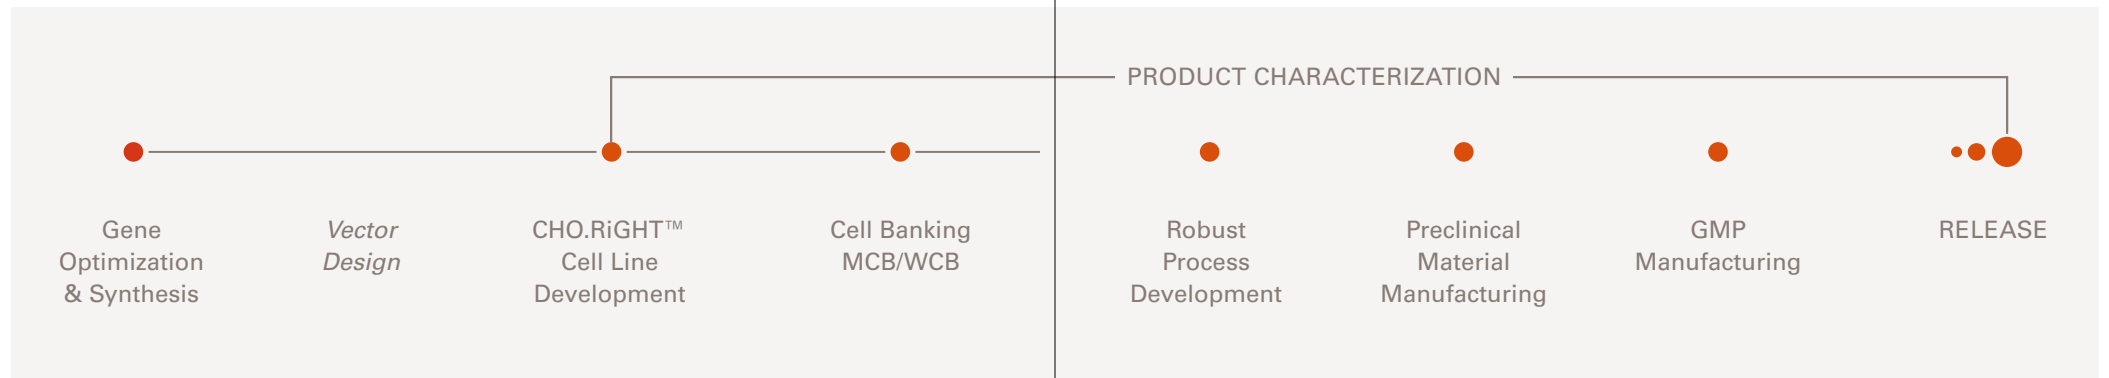 PRODUCT CHARACTERIZATION
Gene
Optimization
& Synthesis
Vector
Design
CHO.RiGHT™
Cell Line
Development
Cell Banking
MCB/WCB
Robust
Process
Development
Preclinical
Material
Manufacturing
GMP
Manufacturing
RELEASE